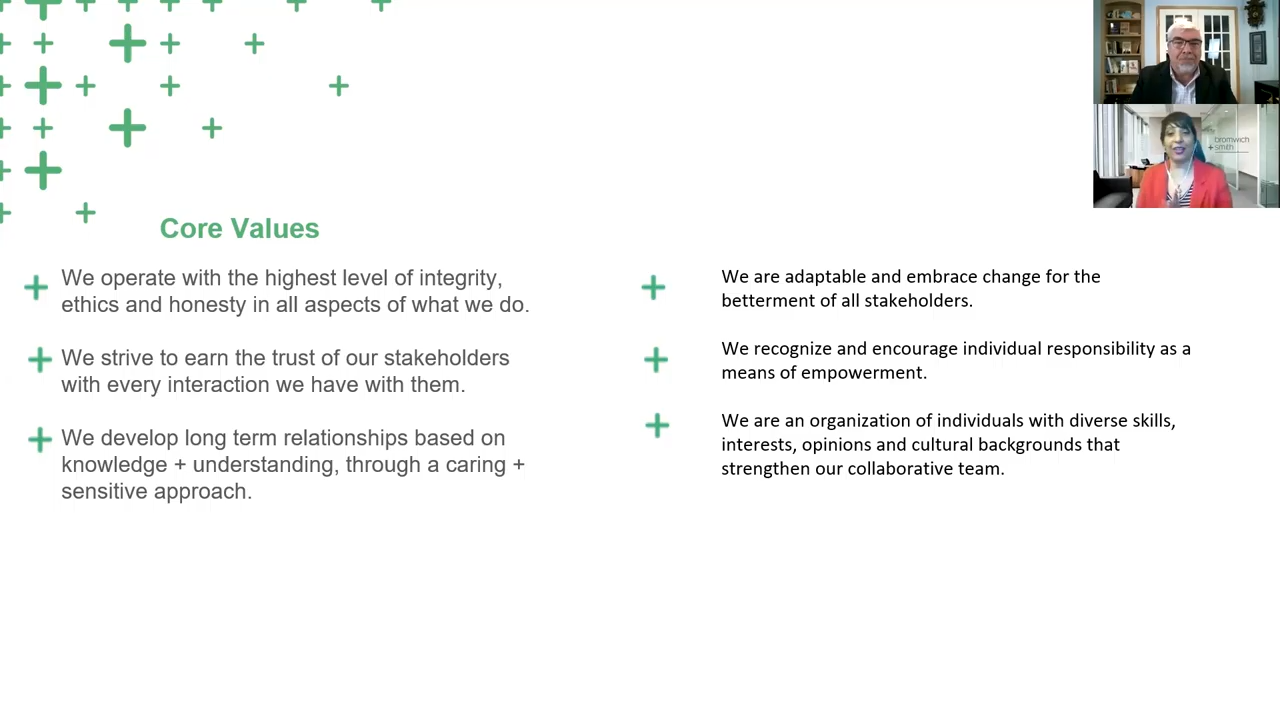 bromwich
+smith
Core Values
We operate with the highest level of integrity,
ethics and honesty in all aspects of what we do.
We strive to earn the trust of our stakeholders
with every interaction we have with them.
We develop long term relationships based on
knowledge + understanding, through a caring +
sensitive approach.
We are adaptable and embrace change for the
betterment of all stakeholders.
We recognize and encourage individual responsibility as a
means of empowerment.
We are an organization of individuals with diverse skills,
interests, opinions and cultural backgrounds that
strengthen our collaborative team.